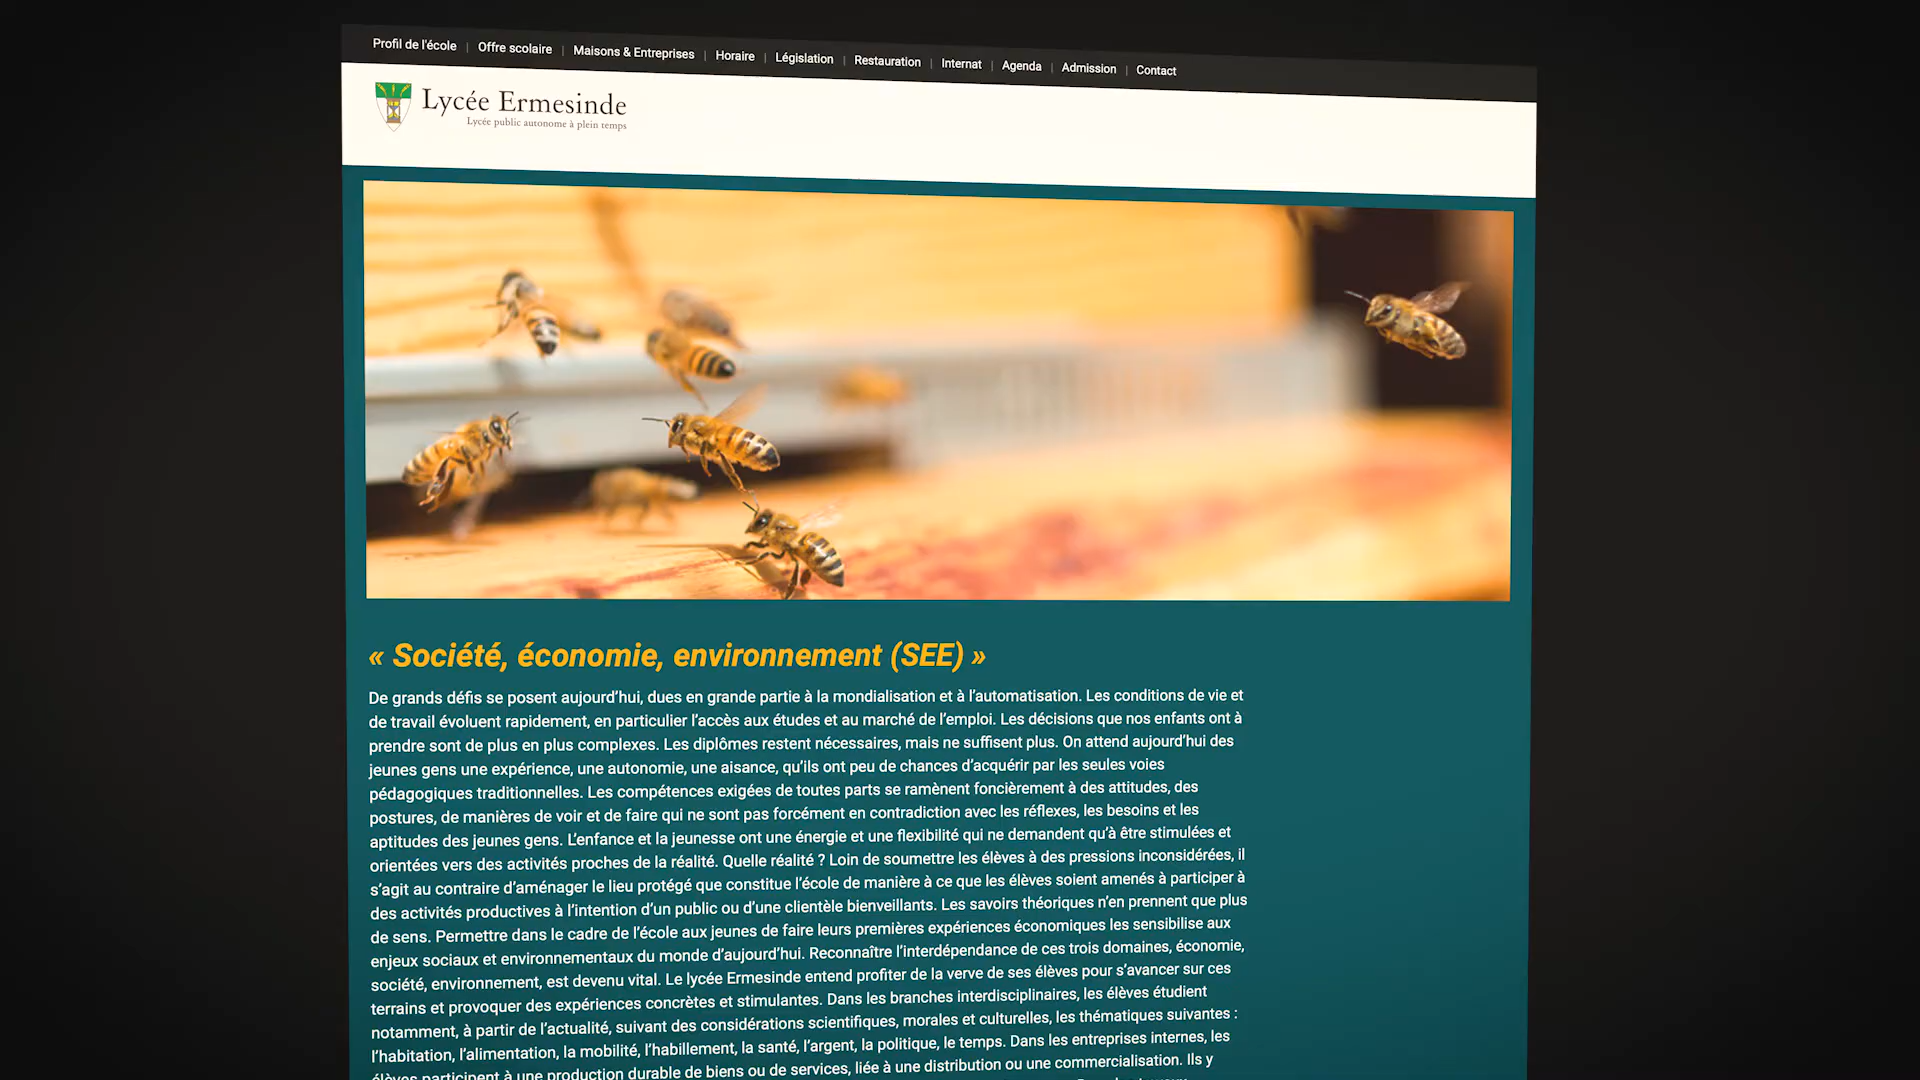 Profil de l'école | Offre scolaire | Maisons & Entreprises | Horaire | Législation | Restauration | Internat | Agenda | Admission | Contact
Lycée Ermesinde
Lycée public autonome à plein temps
« Société, économie, environnement (SEE) »
De grands défis se posent aujourd’hui, dues en grande partie à la mondialisation et à l’automatisation. Les conditions de vie et
de travail évoluent rapidement, en particulier l’accès aux études et au marché de l’emploi. Les décisions que nos enfants ont à
prendre sont de plus en plus complexes. Les diplômes restent nécessaires, mais ne suffisent plus. On attend aujourd’hui des
jeunes gens une expérience, une autonomie, une aisance, qu’ils ont peu de chances d’acquérir par les seules voies
pédagogiques traditionnelles. Les compétences exigées de toutes parts se ramènent foncièrement à des attitudes, des
postures, de manières de voir et de faire qui ne sont pas forcément en contradiction avec les réflexes, les besoins et les
aptitudes des jeunes gens. L’enfance et la jeunesse ont une énergie et une flexibilité qui ne demandent qu’à être stimulées et
orientées vers des activités proches de la réalité. Quelle réalité ? Loin de soumettre les élèves à des pressions inconsidérées, il
s’agit au contraire d’aménager le lieu protégé que constitue l’école de manière à ce que les élèves soient amenés à participer à
des activités productives à l’intention d’un public ou d’une clientèle bienveillants. Les savoirs théoriques n’en prennent que plus
de sens. Permettre dans le cadre de l’école aux jeunes de faire leurs premières expériences économiques les sensibilise aux
enjeux sociaux et environnementaux du monde d’aujourd’hui. Reconnaître l’interdépendance de ces trois domaines, économie,
société, environnement, est devenu vital. Le lycée Ermesinde entend profiter de la verve de ses élèves pour s’avancer sur ces
terrains et provoquer des expériences concrètes et stimulantes. Dans les branches interdisciplinaires, les élèves étudient
notamment, à partir de l’actualité, suivant des considérations scientifiques, morales et culturelles, les thématiques suivantes :
l’habitation, l’alimentation, la mobilité, l’habillement, la santé, l’argent, la politique, le temps. Dans les entreprises internes, les
élèves participent à une production durable de biens ou de services, liée à une distribution ou une commercialisation. Ils y